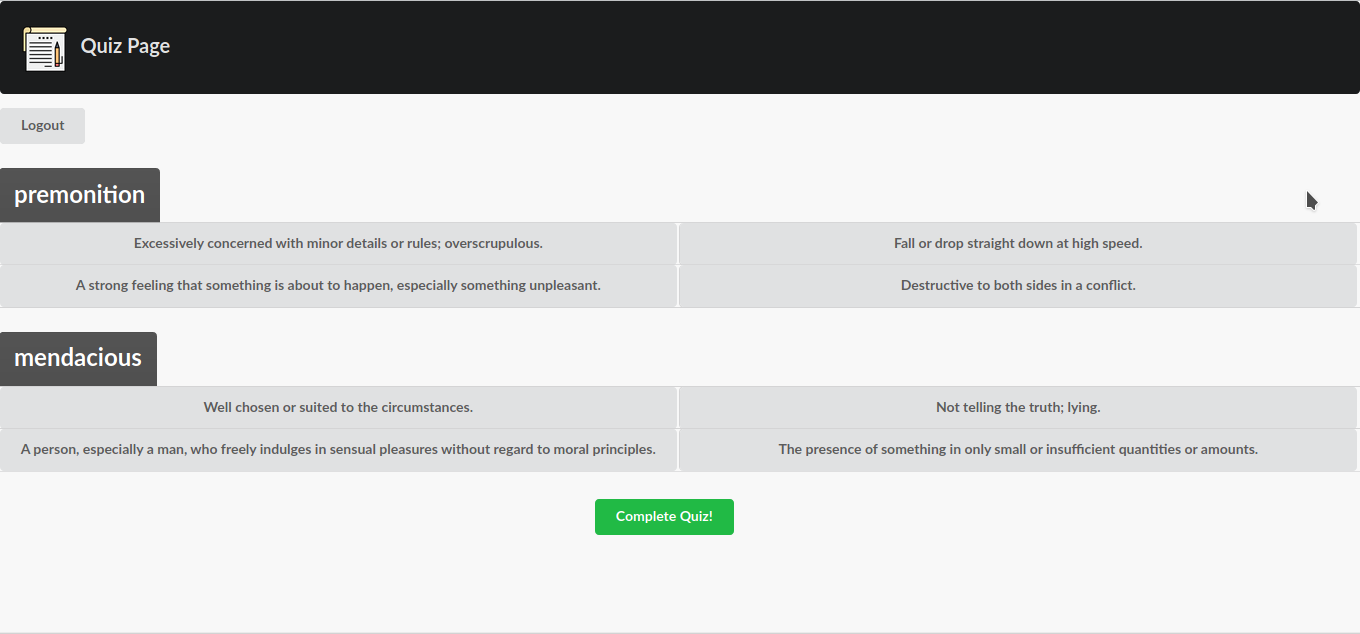 Quiz Page
Logout
premonition
Excessively concerned with minor details or rules; overscrupulous.
Fall or drop straight down at high speed.
A strong feeling that something is about to happen, especially something unpleasant.
Destructive to both sides in a conflict.
mendacious
Well chosen or suited to the circumstances.
Not telling the truth; lying.
A person, especially a man, who freely indulges in sensual pleasures without regard to moral principles.
The presence of something in only small or insufficient quantities or amounts.
Complete Quiz!